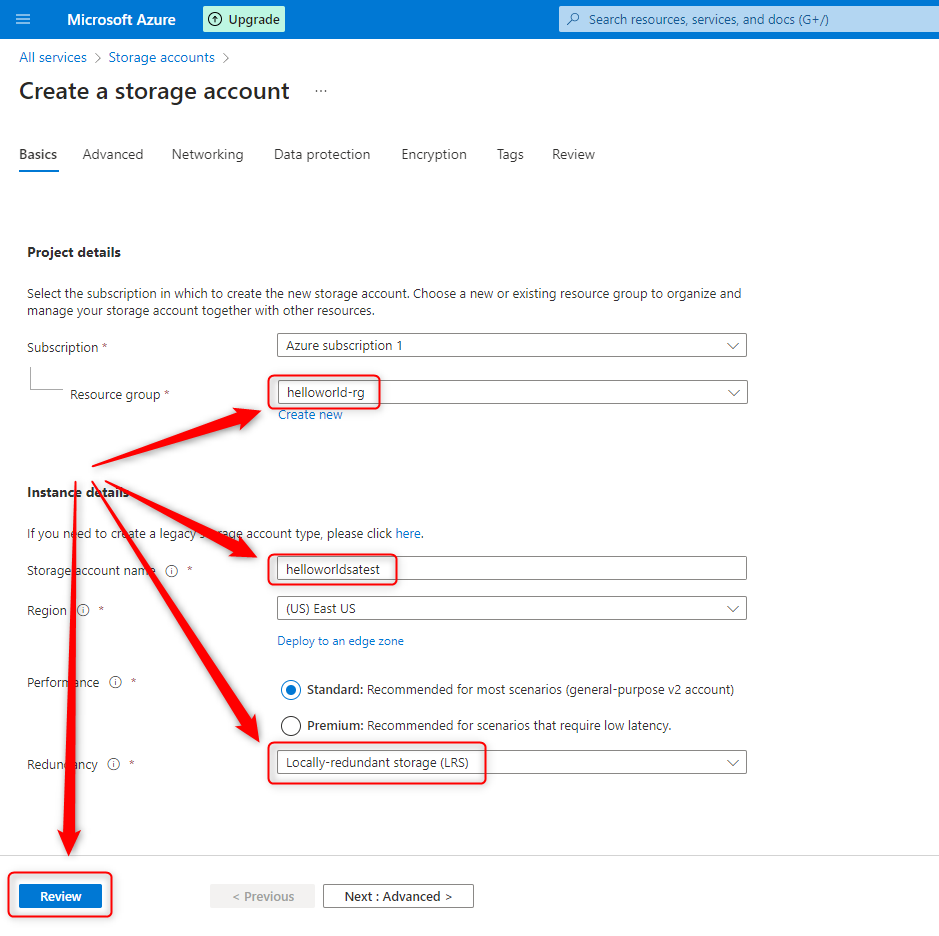 Microsoft Azure
Upgrade
Search resources, services, and docs (G+/)
All services > Storage accounts >
Create a storage account ...
Basics Advanced Networking Data protection Encryption Tags Review
Project details
Select the subscription in which to create the new storage account. Choose a new or existing resource group to organize and
manage your storage account together with other resources.
Subscription *
Azure subscription 1
Resource group *
helloworld-rg
Create new
Instance details
If you need to create a legacy storage account type, please click here.
Storage account name *
helloworldsatest
Region *
(US) East US
Deploy to an edge zone
Performance *
Standard: Recommended for most scenarios (general-purpose v2 account)
Premium: Recommended for scenarios that require low latency.
Redundancy *
Locally-redundant storage (LRS)
Review
< Previous
Next : Advanced >